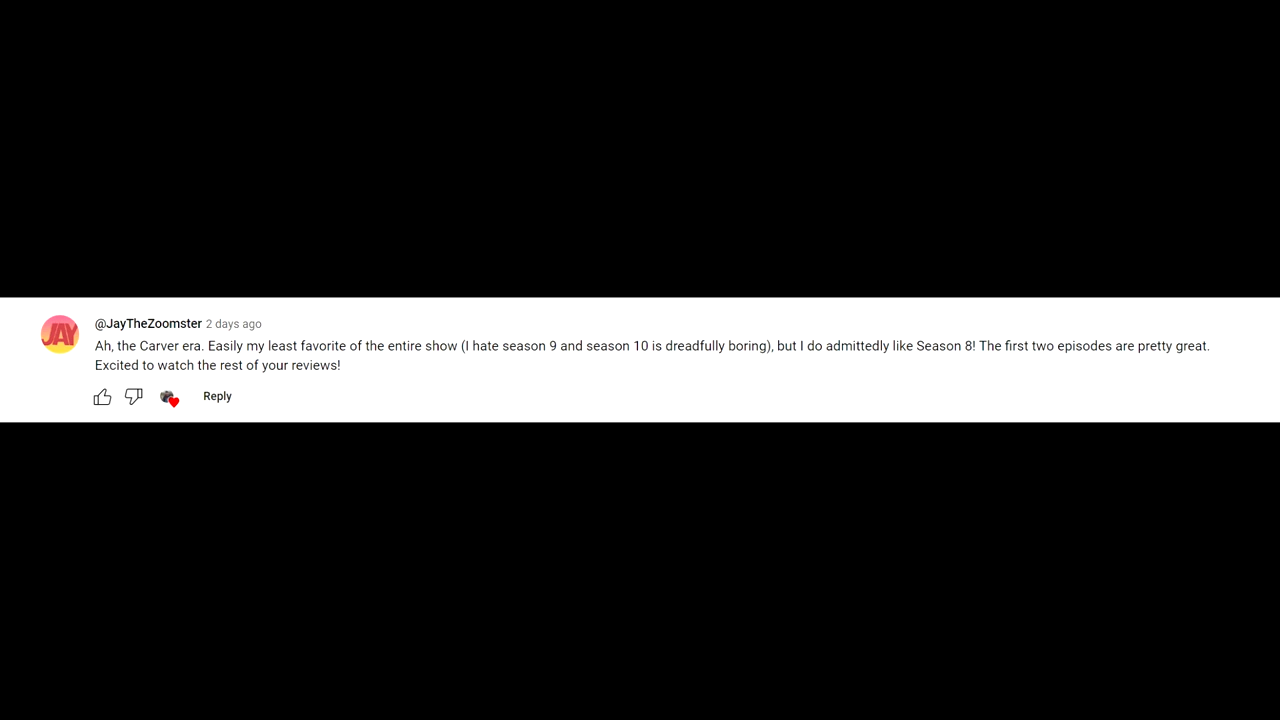 JAY
@JayTheZoomster 2 days ago
Ah, the Carver era. Easily my least favorite of the entire show (I hate season 9 and season 10 is dreadfully boring), but I do admittedly like Season 8! The first two episodes are pretty great.
Excited to watch the rest of your reviews!
Reply